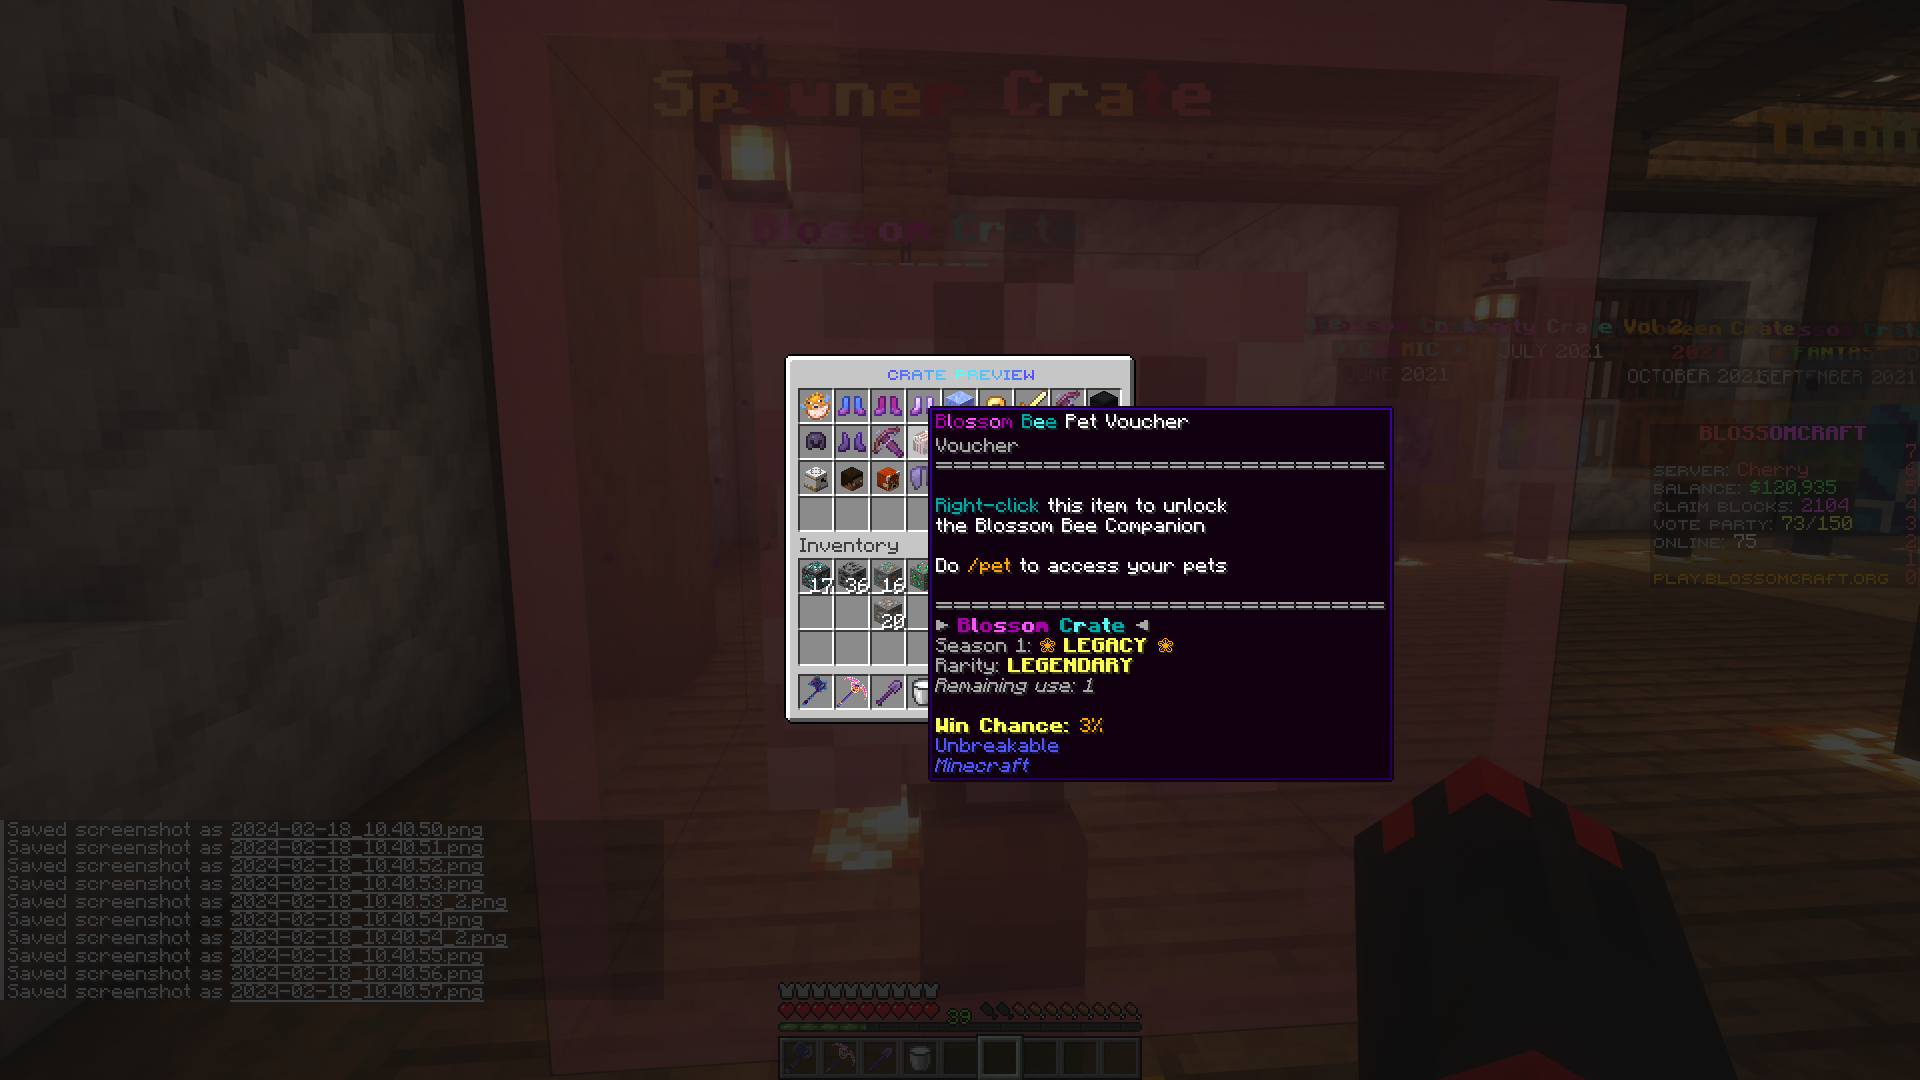 Spawner Crate
Blossom Crate
JULY 2021
JUNE 2021
OCTOBER 2021
SEPTEMBER 2021
CRATE PREVIEW
Blossom Bee Pet Voucher
Voucher
Right-click this item to unlock
the Blossom Bee Companion
Do /pet to access your pets
► Blossom Crate ◄
Season 1: ❀ LEGACY ❀
Rarity: LEGENDARY
Remaining use: 1
Win Chance: 3%
Unbreakable
Minecraft
Inventory
17 36 16
20
BLOSSOMCRAFT
SERVER: Cherry
BALANCE: $120,935
CLAIM BLOCKS: 2104
VOTE PARTY: 73/150
ONLINE: 75
PLAY.BLOSSOMCRAFT.ORG
7
6
5
4
3
2
1
0
Saved screenshot as 2024-02-18_10.40.50.png
Saved screenshot as 2024-02-18_10.40.51.png
Saved screenshot as 2024-02-18_10.40.52.png
Saved screenshot as 2024-02-18_10.40.53.png
Saved screenshot as 2024-02-18_10.40.53_2.png
Saved screenshot as 2024-02-18_10.40.54.png
Saved screenshot as 2024-02-18_10.40.54_2.png
Saved screenshot as 2024-02-18_10.40.55.png
Saved screenshot as 2024-02-18_10.40.56.png
Saved screenshot as 2024-02-18_10.40.57.png
39